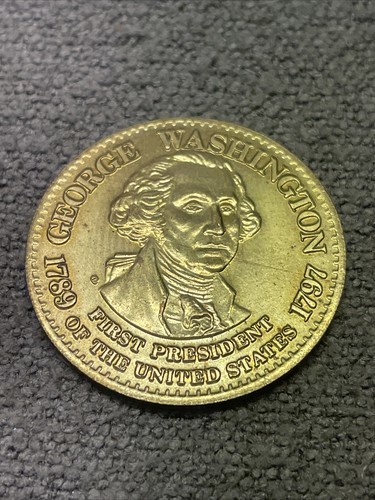 GEORGE WASHINGTON
1789
1797
FIRST PRESIDENT
OF THE UNITED STATES